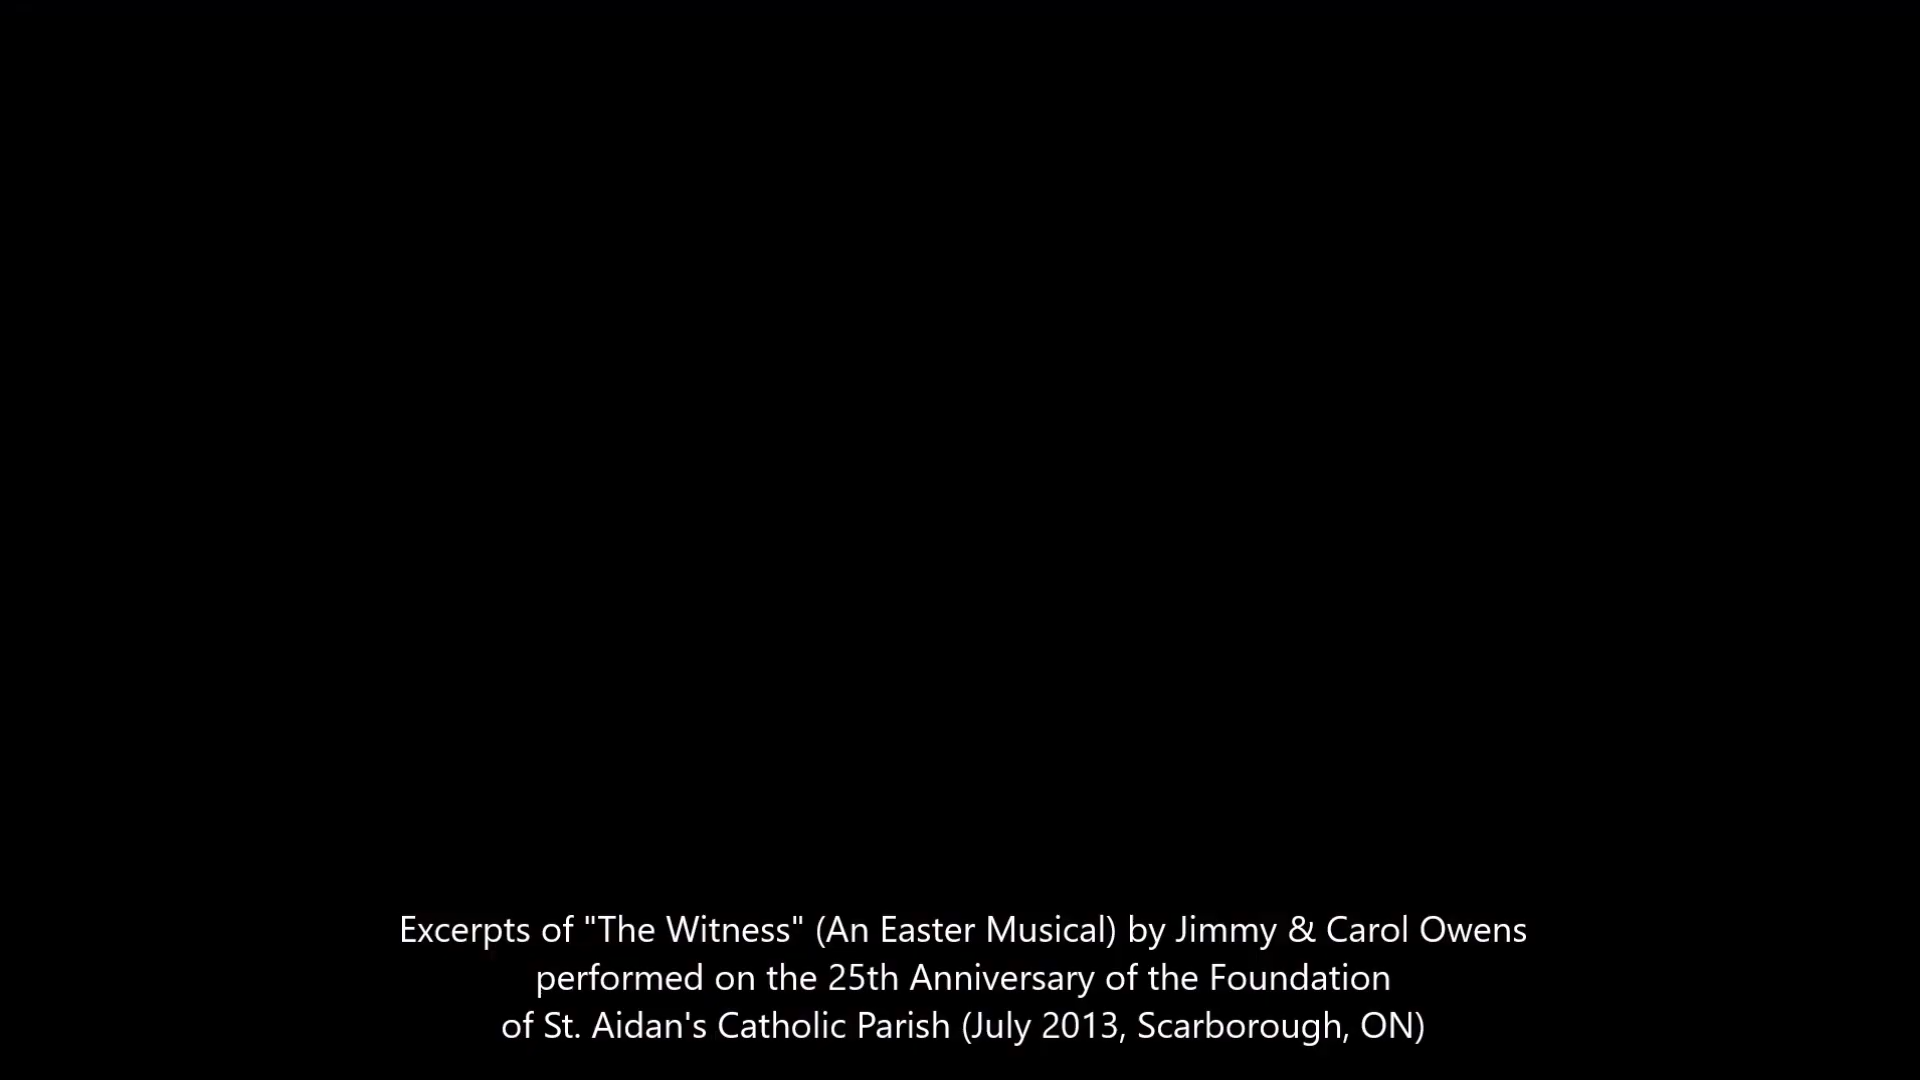 Excerpts of "The Witness" (An Easter Musical) by Jimmy & Carol Owens
performed on the 25th Anniversary of the Foundation
of St. Aidan's Catholic Parish (July 2013, Scarborough, ON)